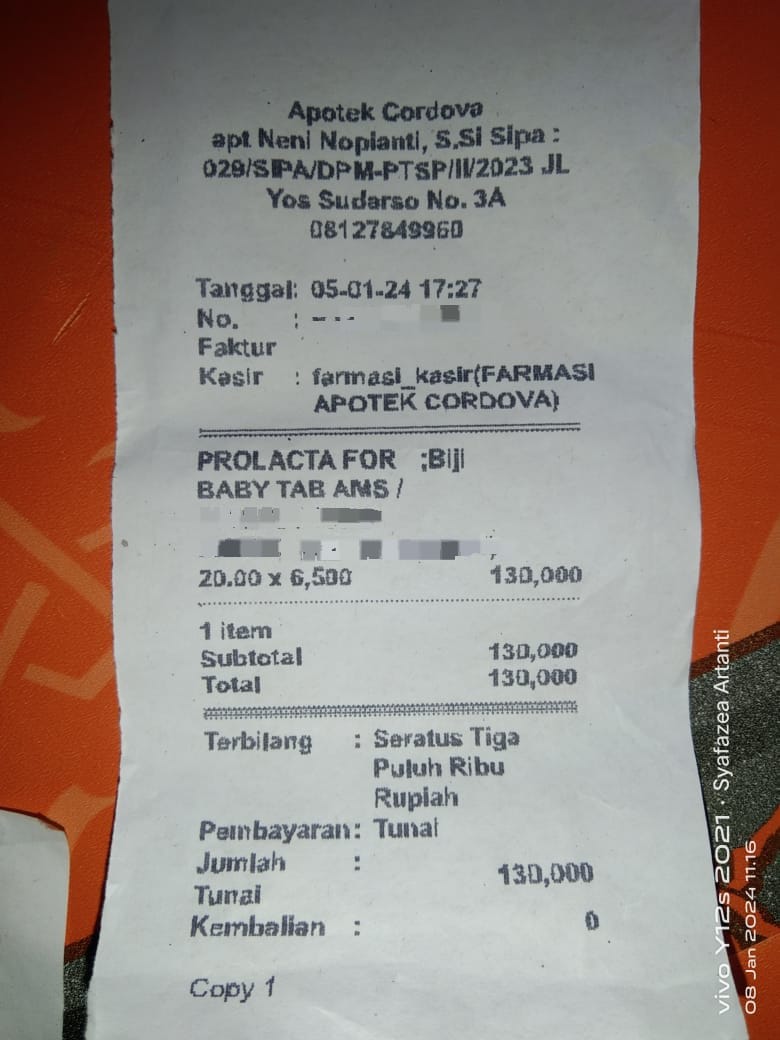 Apotek Cordova
apt Neni Nopianti, S.Si Sipa :
029/SIPA/DPM-PTSP/II/2023 JL
Yos Sudarso No. 3A
08127849960
Tanggal: 05-01-24 17:27
No. :
Faktur
Kasir : farmasi_kasir(FARMASI
APOTEK CORDOVA)
PROLACTA FOR ;Biji
BABY TAB AMS /
20.00 x 6,500 130,000
1 item
Subtotal 130,000
Total 130,000
Terbilang : Seratus Tiga
Puluh Ribu
Rupiah
Pembayaran: Tunai
Jumlah : 130,000
Tunai
Kembalian : 0
Copy 1
vivo Y12s 2021 · Syafazea Artanti
08 Jan 2024 11.16